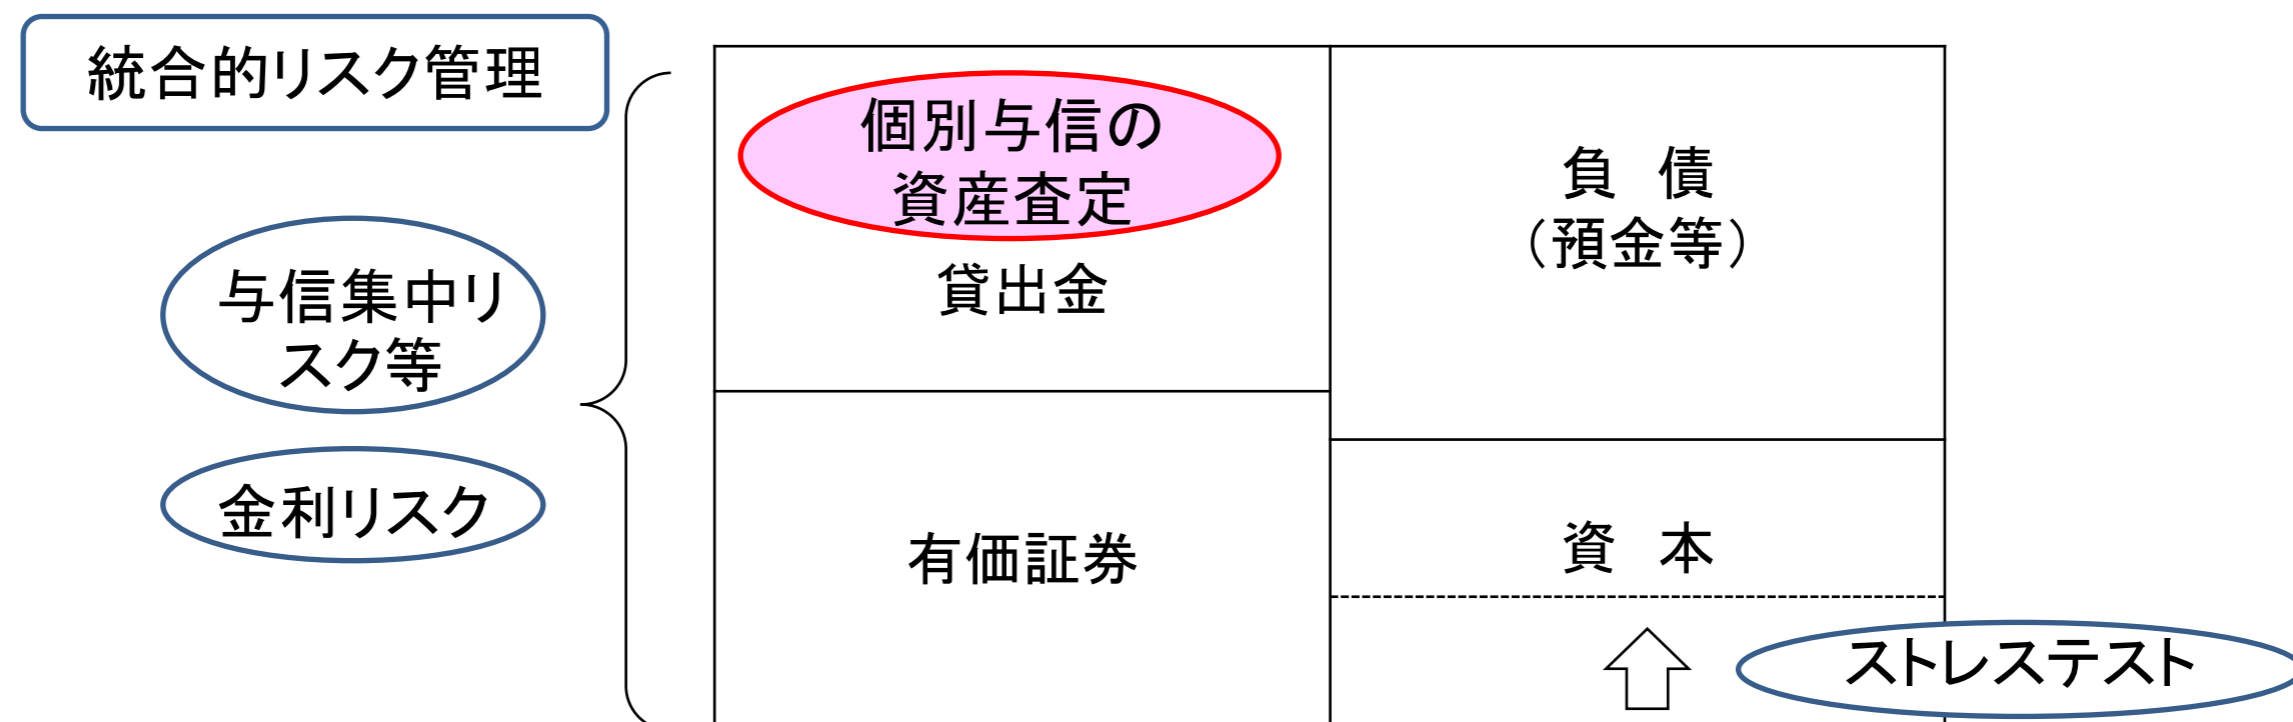 統合的リスク管理
個別与信の
資産査定
貸出金
負　債
（預金等）
与信集中リ
スク等
金利リスク
有価証券
資　本
ストレステスト